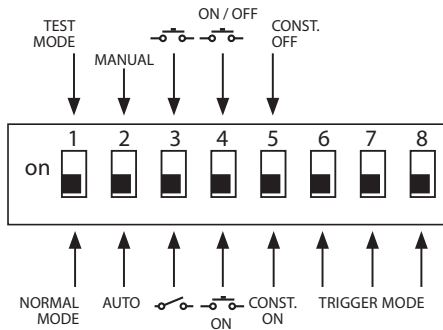 ON / OFF
TEST
MODE
MANUAL
CONST.
OFF
1 2 3 4 5 6 7 8
on
NORMAL
MODE
AUTO
ON
CONST.
ON
TRIGGER MODE